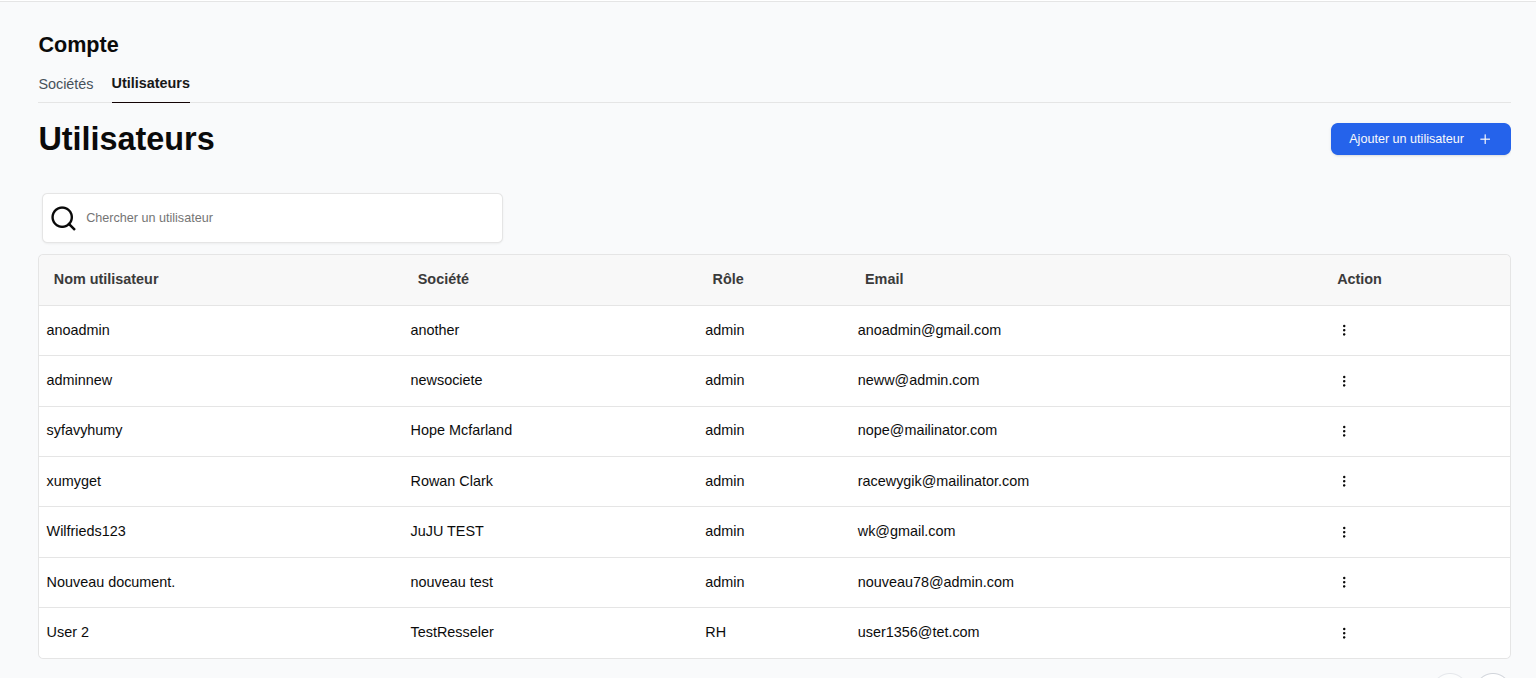 Compte
Sociétés Utilisateurs
Utilisateurs
Ajouter un utilisateur +
Chercher un utilisateur
Nom utilisateur Société Rôle Email Action
anoadmin another admin anoadmin@gmail.com
adminnew newsociete admin neww@admin.com
syfavyhumy Hope Mcfarland admin nope@mailinator.com
xumyget Rowan Clark admin racewygik@mailinator.com
Wilfrieds123 JuJU TEST admin wk@gmail.com
Nouveau document. nouveau test admin nouveau78@admin.com
User 2 TestResseler RH user1356@tet.com